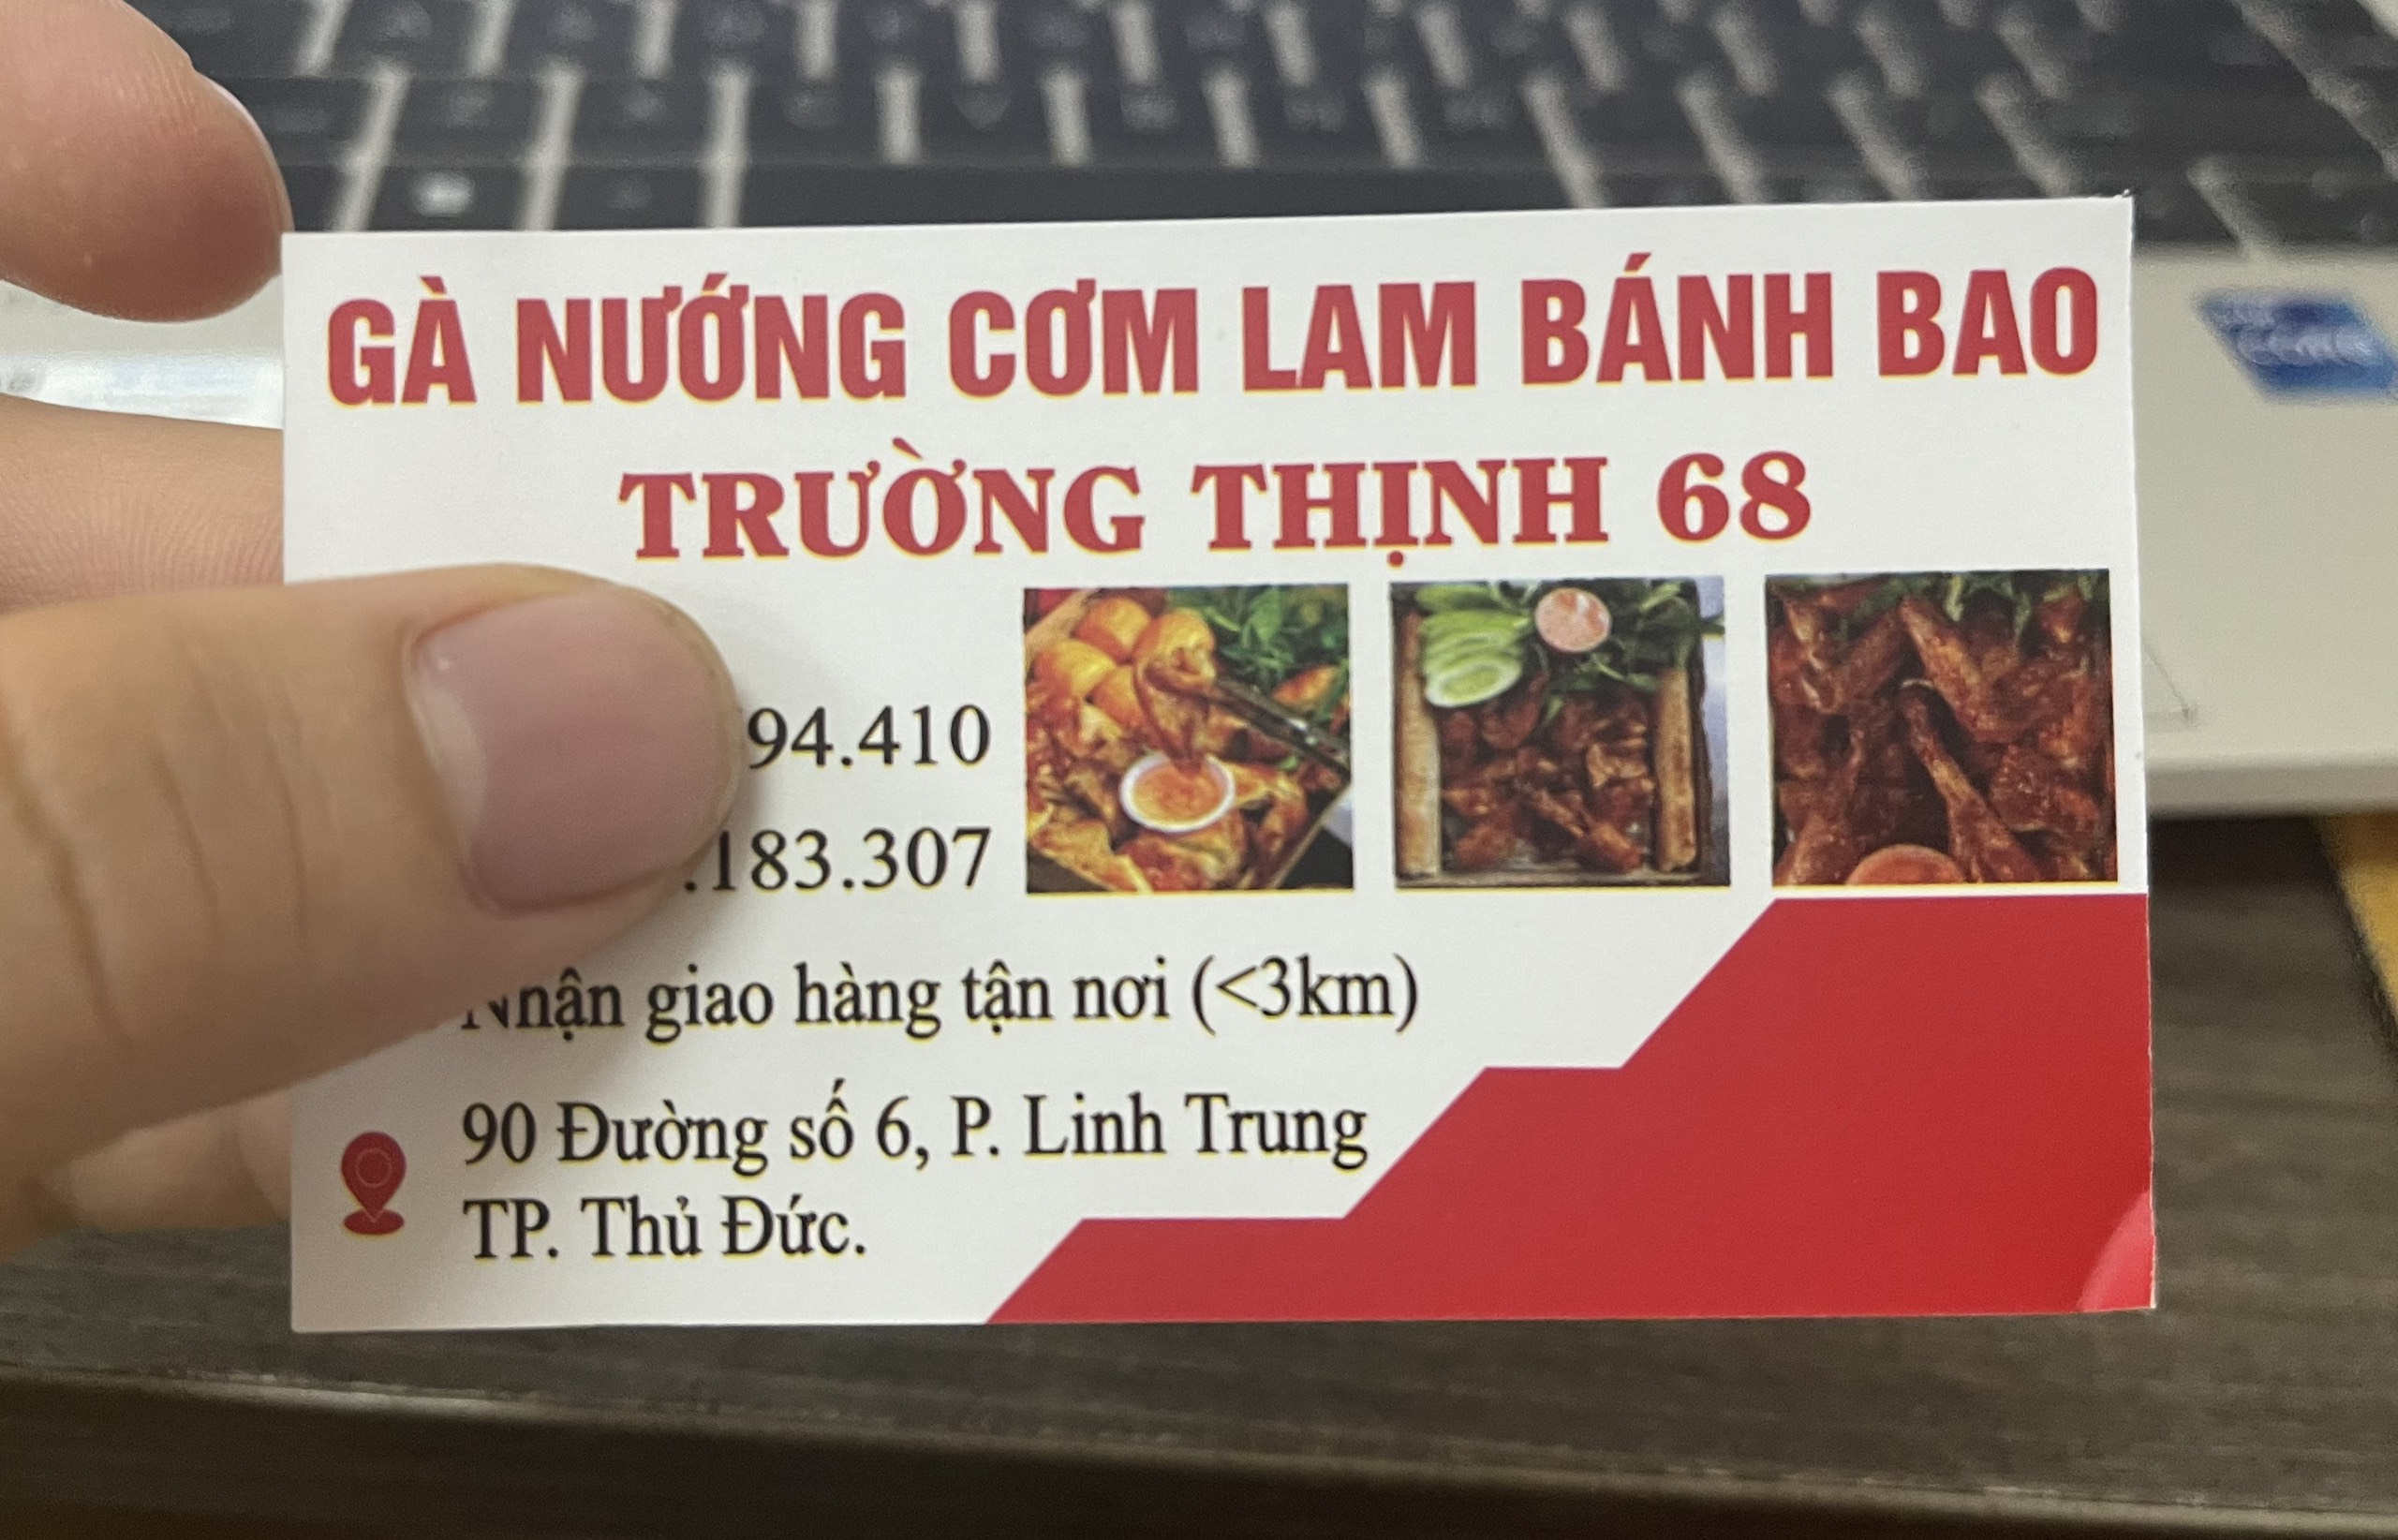 GÀ NƯỚNG CƠM LAM BÁNH BAO
TRƯỜNG THỊNH 68
94.410
.183.307
Nhận giao hàng tận nơi (<3km)
90 Đường số 6, P. Linh Trung
TP. Thủ Đức.